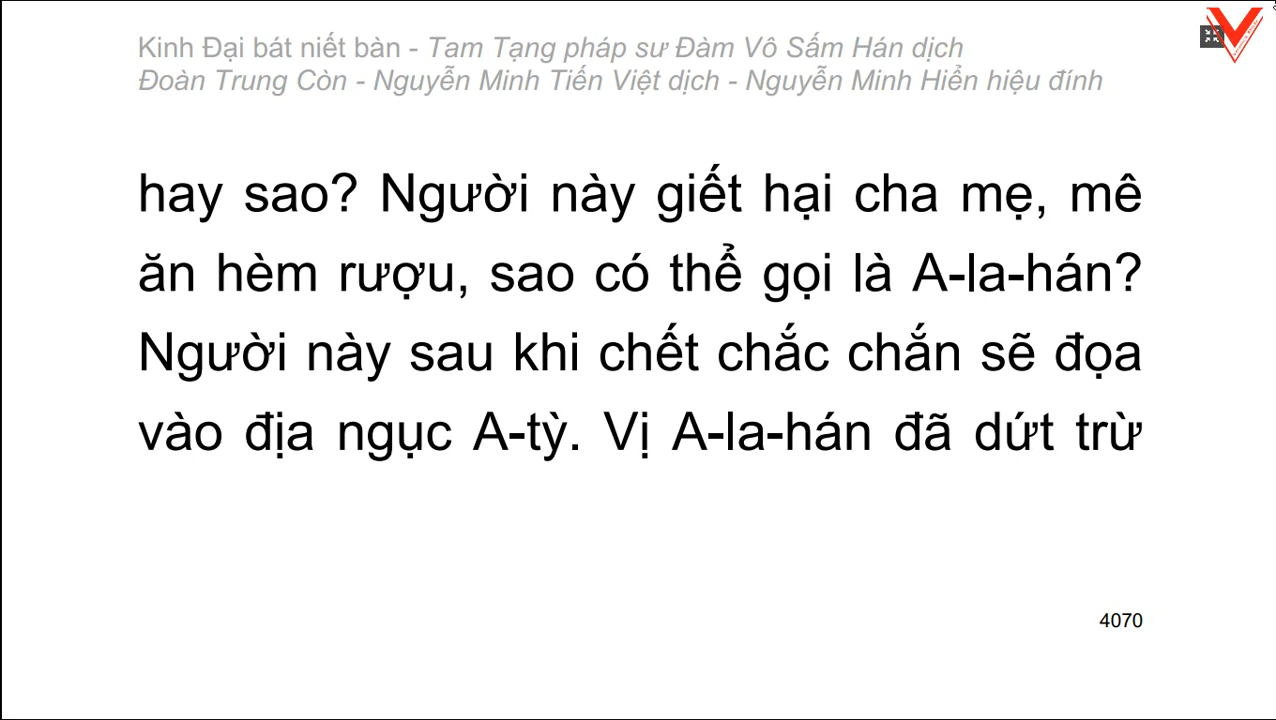 Kinh Đại bát niết bàn - Tam Tạng pháp sư Đàm Vô Sấm Hán dịch
Đoàn Trung Còn - Nguyễn Minh Tiến Việt dịch - Nguyễn Minh Hiển hiệu đính
hay sao? Người này giết hại cha mẹ, mê
ăn hèm rượu, sao có thể gọi là A-la-hán?
Người này sau khi chết chắc chắn sẽ đọa
vào địa ngục A-tỳ. Vị A-la-hán đã dứt trừ
4070